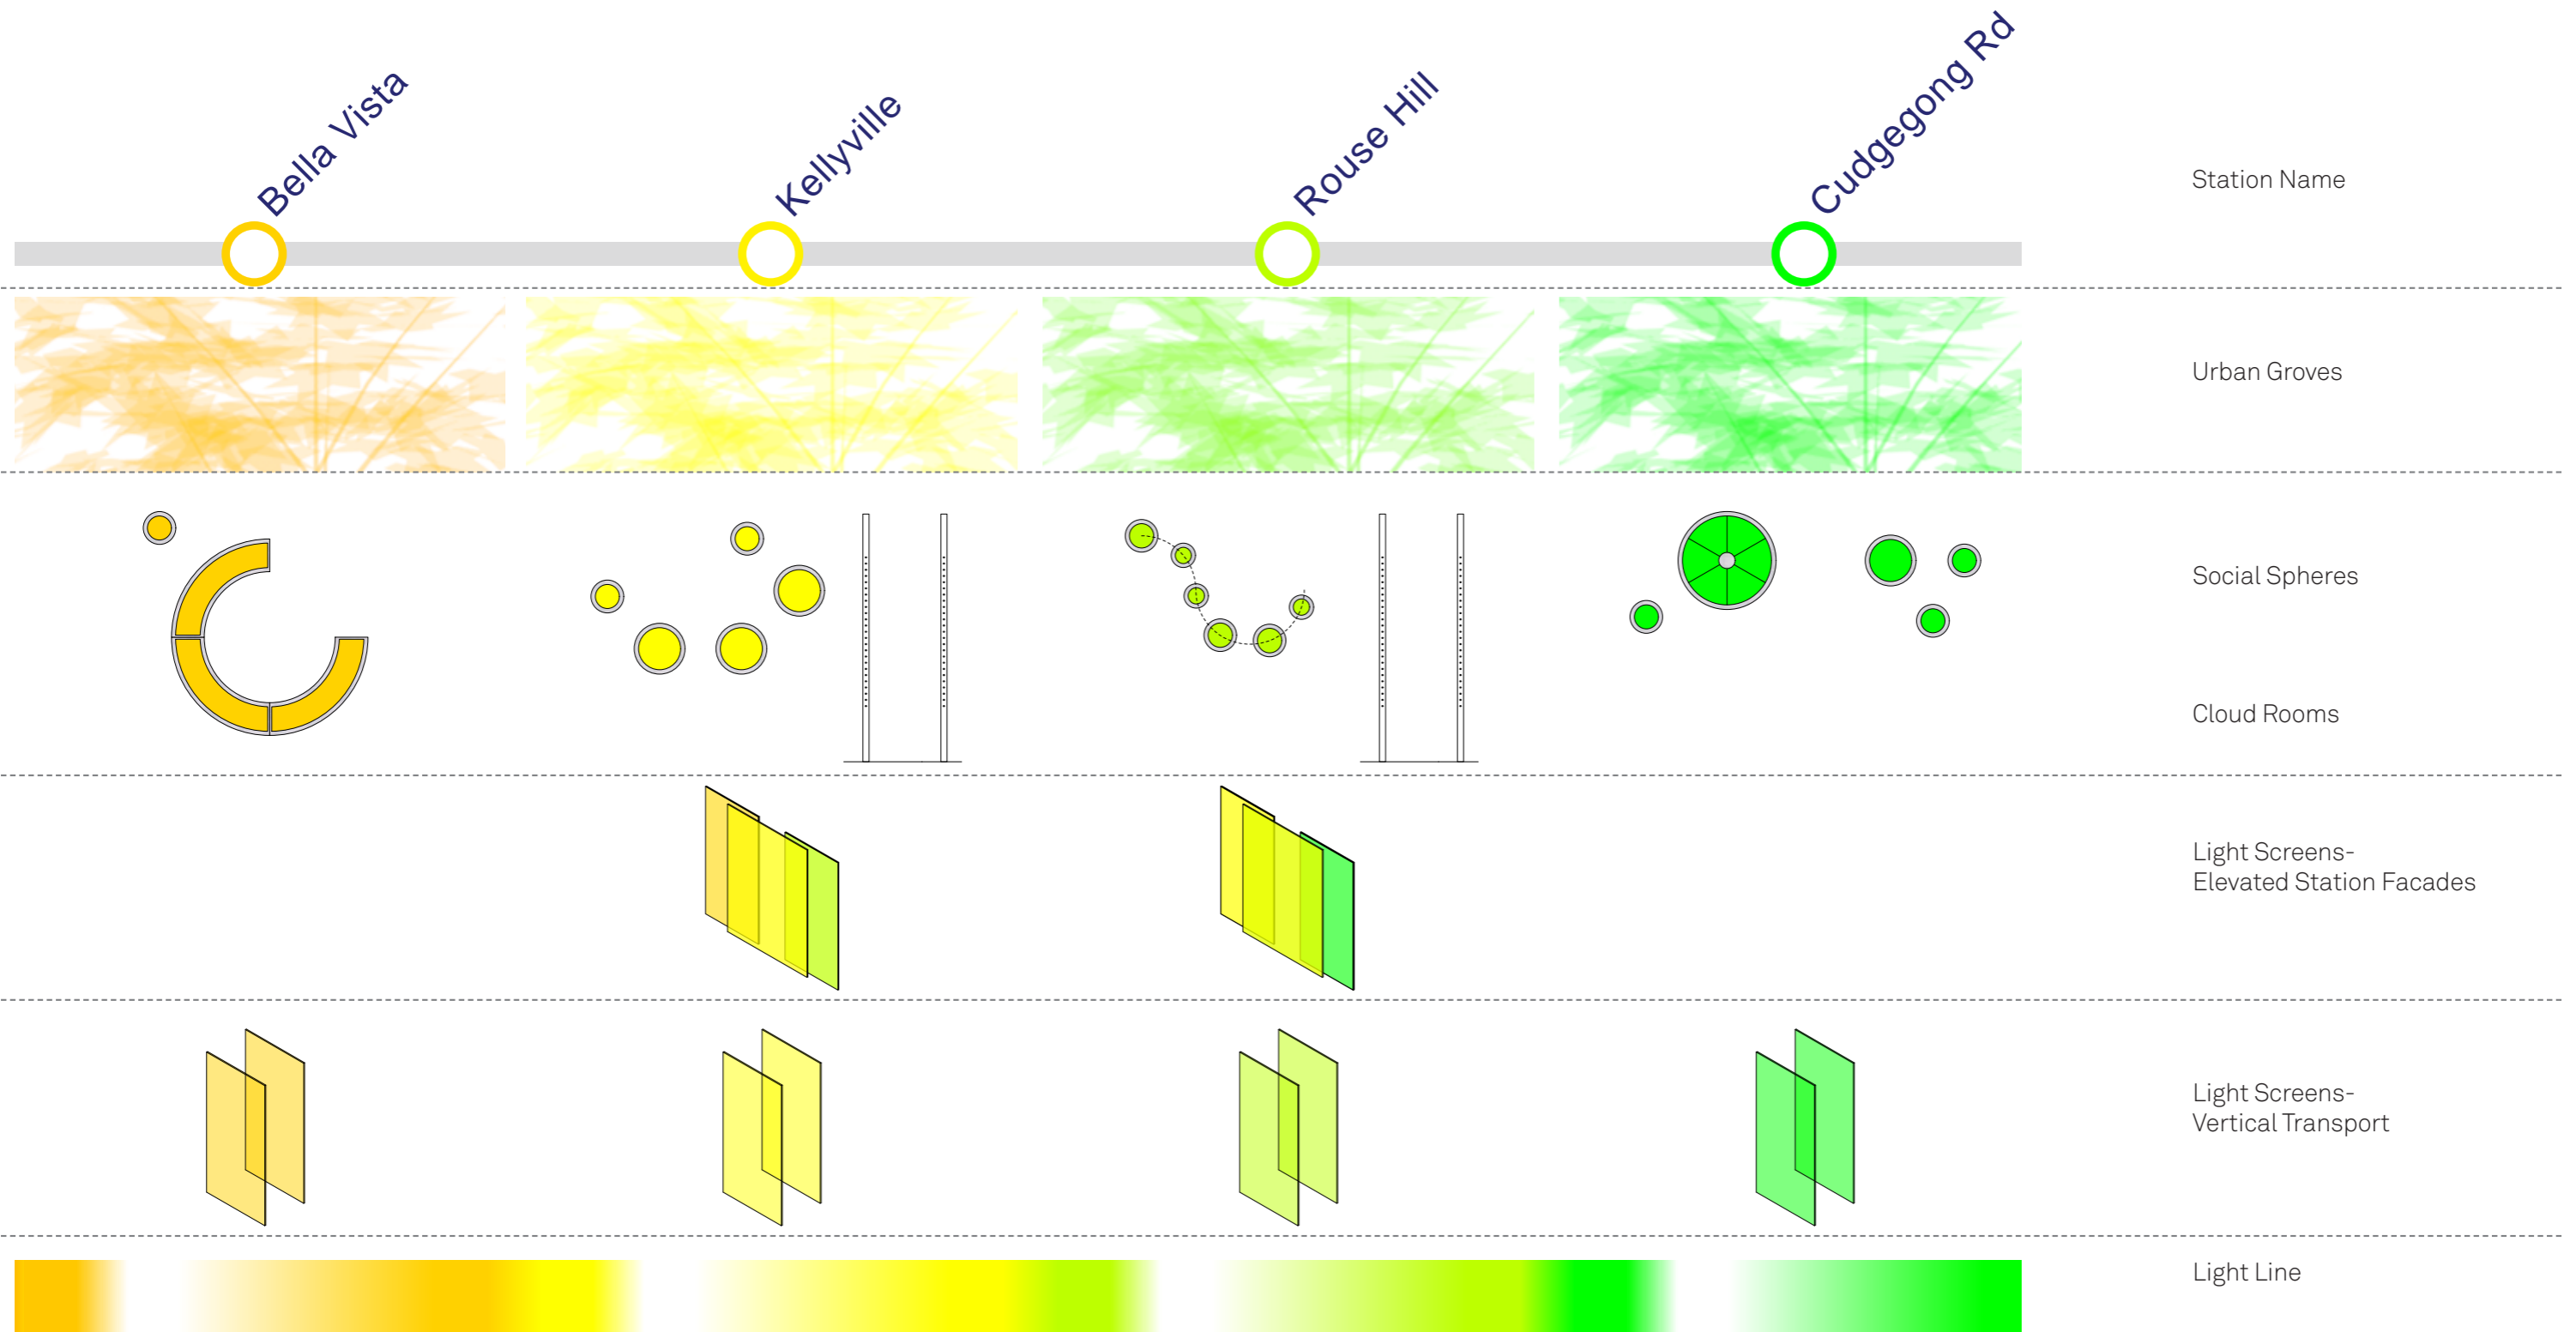 Bella Vista
Kellyville
Rouse Hill
Cudgegong Rd
Station Name
Urban Groves
Social Spheres
Cloud Rooms
Light Screens-
Elevated Station Facades
Light Screens-
Vertical Transport
Light Line